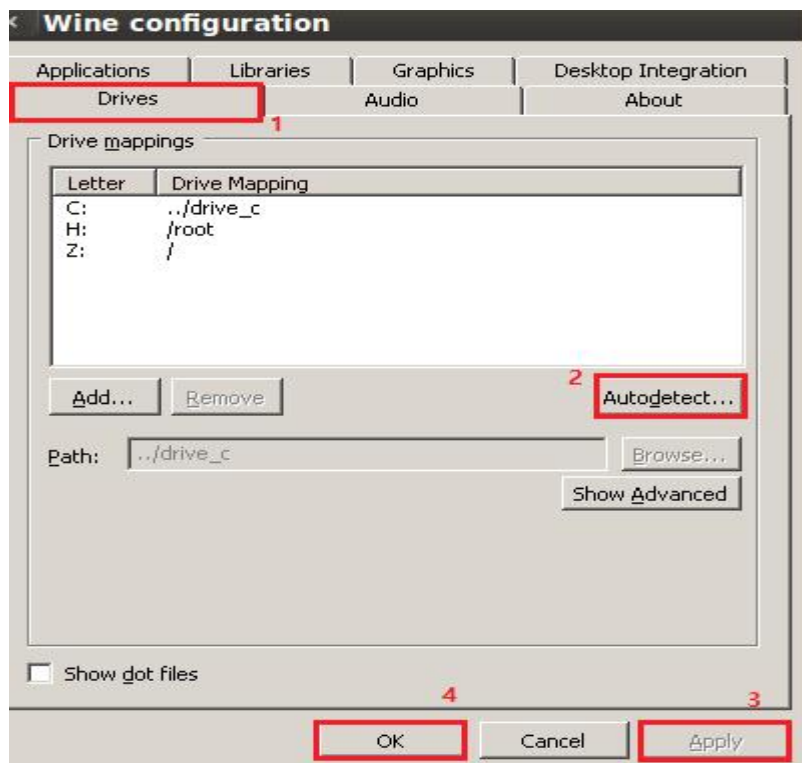 Wine configuration
Applications Libraries Graphics Desktop Integration
Drives Audio About
1
Drive mappings
Letter Drive Mapping
C: ../drive_c
H: /root
Z: /
2
Add... Remove Autodetect...
Path: ../drive_c Browse...
Show Advanced
Show dot files
4 3
OK Cancel Apply